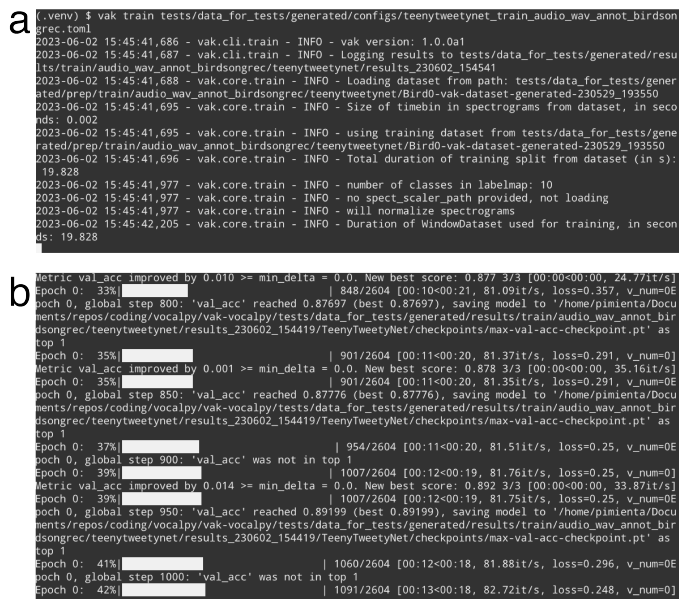 a
(.venv) $ vak train tests/data_for_tests/generated/configs/teenytweetynet_train_audio_wav_annot_birdson
grec.toml
2023-06-02 15:45:41,686 - vak.cli.train - INFO - vak version: 1.0.0a1
2023-06-02 15:45:41,687 - vak.cli.train - INFO - Logging results to tests/data_for_tests/generated/resu
lts/train/audio_wav_annot_birdsongrec/teenytweetynet/results_230602_154541
2023-06-02 15:45:41,688 - vak.core.train - INFO - Loading dataset from path: tests/data_for_tests/gener
ated/prep/train/audio_wav_annot_birdsongrec/teenytweetynet/Bird0-vak-dataset-generated-230529_193550
2023-06-02 15:45:41,695 - vak.core.train - INFO - Size of timebin in spectrograms from dataset, in seco
nds: 0.002
2023-06-02 15:45:41,695 - vak.core.train - INFO - using training dataset from tests/data_for_tests/gene
rated/prep/train/audio_wav_annot_birdsongrec/teenytweetynet/Bird0-vak-dataset-generated-230529_193550
2023-06-02 15:45:41,696 - vak.core.train - INFO - Total duration of training split from dataset (in s):
19.828
2023-06-02 15:45:41,977 - vak.core.train - INFO - number of classes in labelmap: 10
2023-06-02 15:45:41,977 - vak.core.train - INFO - no spect_scaler_path provided, not loading
2023-06-02 15:45:41,977 - vak.core.train - INFO - will normalize spectrograms
2023-06-02 15:45:42,205 - vak.core.train - INFO - Duration of WindowDataset used for training, in secon
ds: 19.828
b
Metric val_acc improved by 0.010 >= min_delta = 0.0. New best score: 0.877 3/3 [00:00<00:00, 24.77it/s]
Epoch 0: 33%| | 848/2604 [00:10<00:21, 81.09it/s, loss=0.357, v_num=0E
poch 0, global step 800: 'val_acc' reached 0.87697 (best 0.87697), saving model to '/home/pimienta/Docu
ments/repos/coding/vocalpy/vak-vocalpy/tests/data_for_tests/generated/results/train/audio_wav_annot_bir
dsongrec/teenytweetynet/results_230602_154419/TeenyTweetyNet/checkpoints/max-val-acc-checkpoint.pt' as
top 1
Epoch 0: 35%| | 901/2604 [00:11<00:20, 81.37it/s, loss=0.291, v_num=0]
Metric val_acc improved by 0.001 >= min_delta = 0.0. New best score: 0.878 3/3 [00:00<00:00, 35.16it/s]
Epoch 0: 35%| | 901/2604 [00:11<00:20, 81.35it/s, loss=0.291, v_num=0E
poch 0, global step 850: 'val_acc' reached 0.87776 (best 0.87776), saving model to '/home/pimienta/Docu
ments/repos/coding/vocalpy/vak-vocalpy/tests/data_for_tests/generated/results/train/audio_wav_annot_bir
dsongrec/teenytweetynet/results_230602_154419/TeenyTweetyNet/checkpoints/max-val-acc-checkpoint.pt' as
top 1
Epoch 0: 37%| | 954/2604 [00:11<00:20, 81.51it/s, loss=0.25, v_num=0E
poch 0, global step 900: 'val_acc' was not in top 1
Epoch 0: 39%| | 1007/2604 [00:12<00:19, 81.76it/s, loss=0.25, v_num=0]
Metric val_acc improved by 0.014 >= min_delta = 0.0. New best score: 0.892 3/3 [00:00<00:00, 33.87it/s]
Epoch 0: 39%| | 1007/2604 [00:12<00:19, 81.75it/s, loss=0.25, v_num=0E
poch 0, global step 950: 'val_acc' reached 0.89199 (best 0.89199), saving model to '/home/pimienta/Docu
ments/repos/coding/vocalpy/vak-vocalpy/tests/data_for_tests/generated/results/train/audio_wav_annot_bir
dsongrec/teenytweetynet/results_230602_154419/TeenyTweetyNet/checkpoints/max-val-acc-checkpoint.pt' as
top 1
Epoch 0: 41%| | 1060/2604 [00:12<00:18, 81.88it/s, loss=0.296, v_num=0E
poch 0, global step 1000: 'val_acc' was not in top 1
Epoch 0: 42%| | 1091/2604 [00:13<00:18, 82.72it/s, loss=0.248, v_num=0]